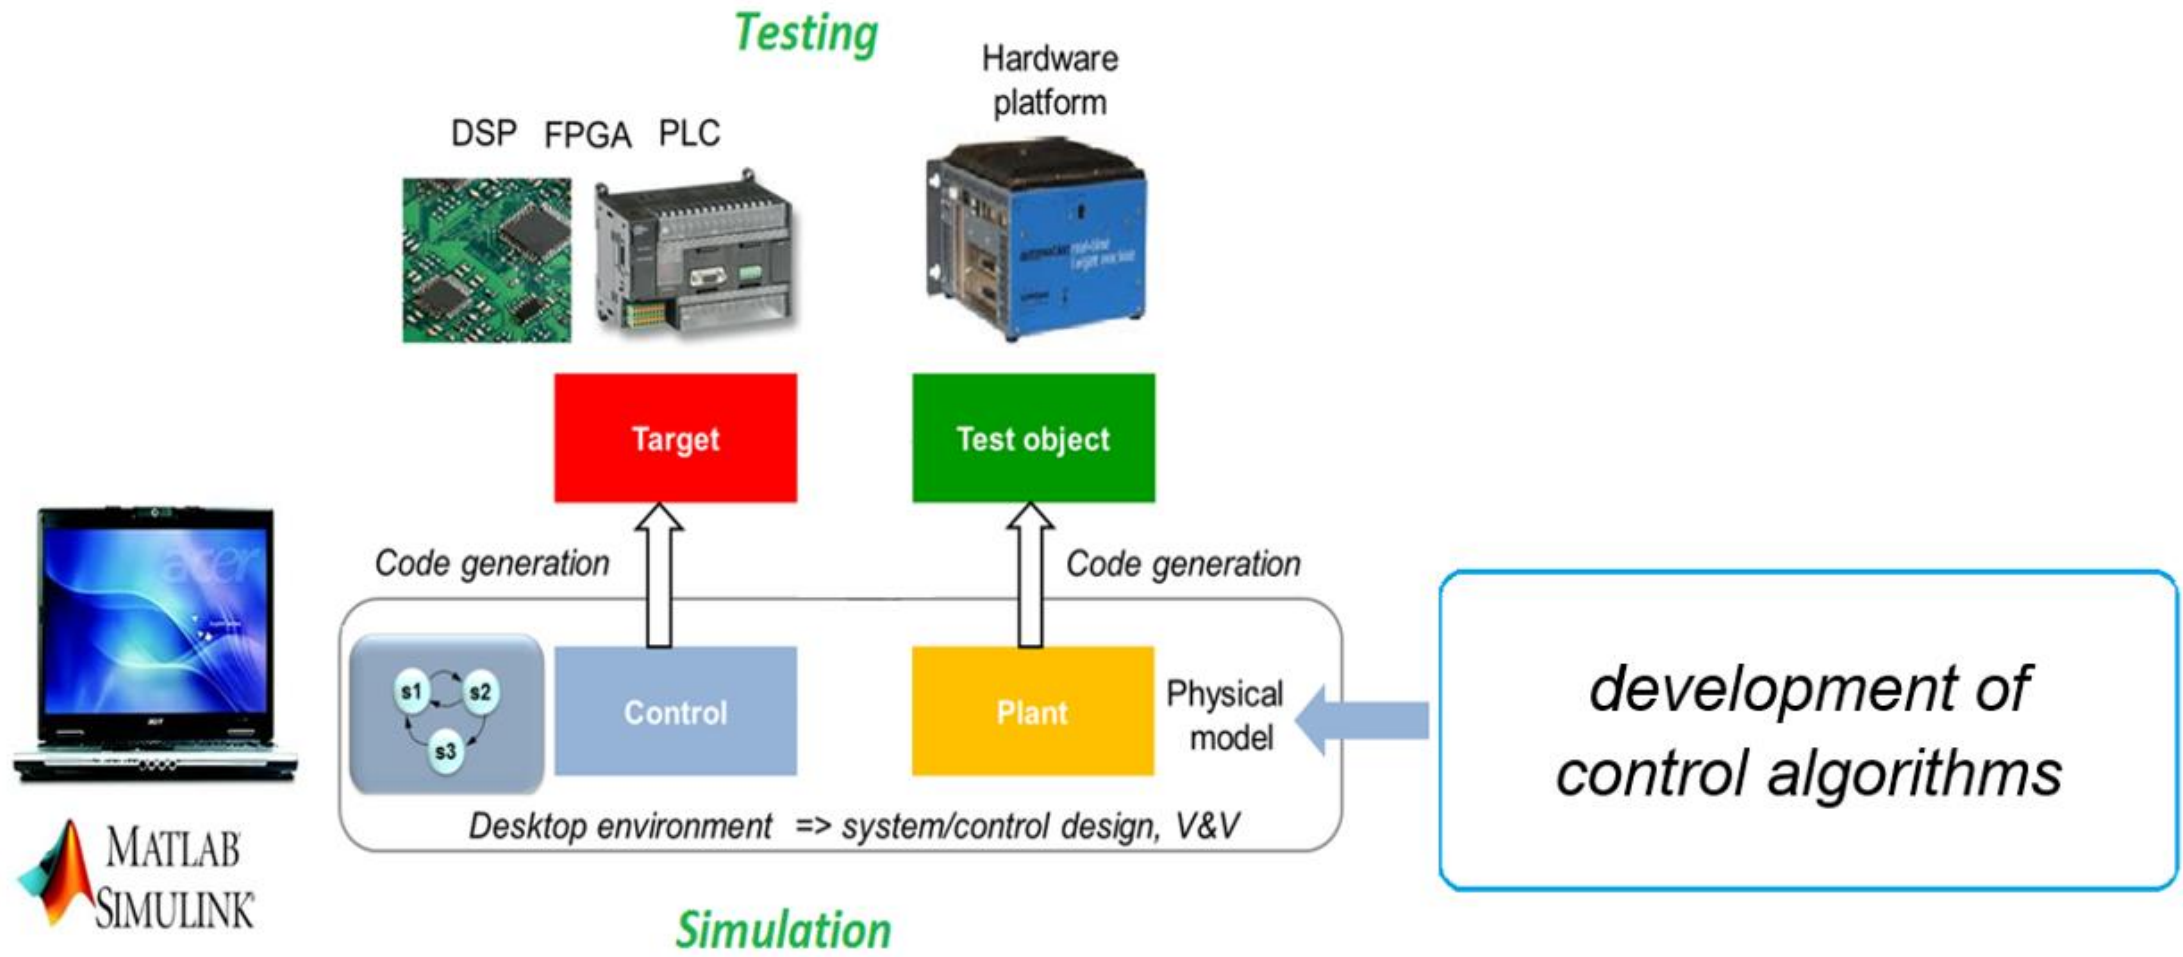 Testing
Hardware
platform
DSP FPGA PLC
Target
Test object
acer
Code generation
Code generation
s1
s2
s3
Control
Plant
Physical
model
development of
control algorithms
Desktop environment => system/control design, V&V
MATLAB
SIMULINK
Simulation